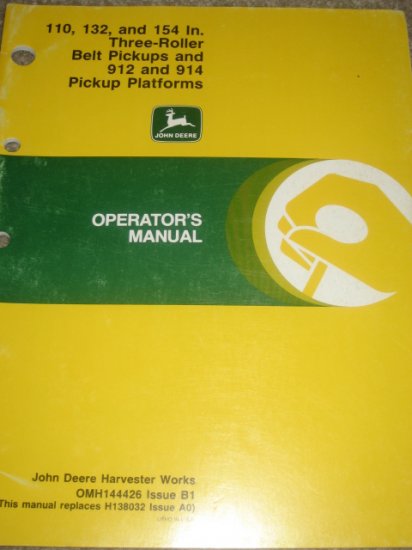 110, 132, and 154 In.
Three-Roller
Belt Pickups and
912 and 914
Pickup Platforms
JOHN DEERE
OPERATOR'S
MANUAL
John Deere Harvester Works
OMH144426 Issue B1
(This manual replaces H138032 Issue A0)